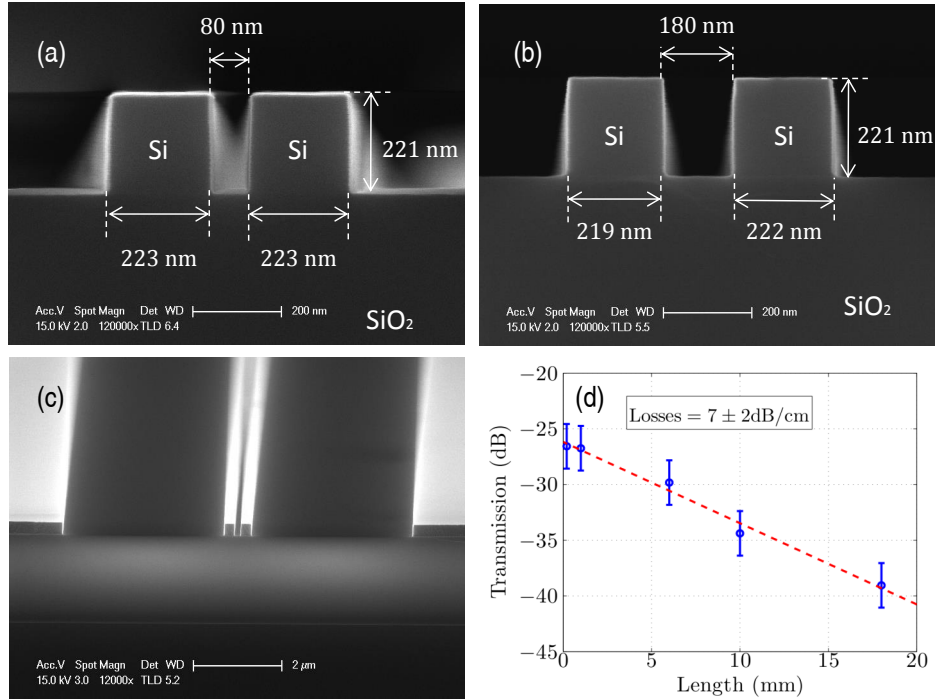 (a)
80 nm
Si
Si
221 nm
223 nm
223 nm
Acc.V Spot Magn Det WD
15.0 kV 2.0 120000x TLD 6.4
200 nm
SiO2
(b)
180 nm
Si
Si
221 nm
219 nm
222 nm
Acc.V Spot Magn Det WD
15.0 kV 2.0 120000x TLD 5.5
200 nm
SiO2
(c)
Acc.V Spot Magn Det WD
15.0 kV 3.0 12000x TLD 5.2
2 μm
(d)
Losses = 7 ± 2dB/cm
Transmission (dB)
−20
−25
−30
−35
−40
−45
0
5
10
15
20
Length (mm)